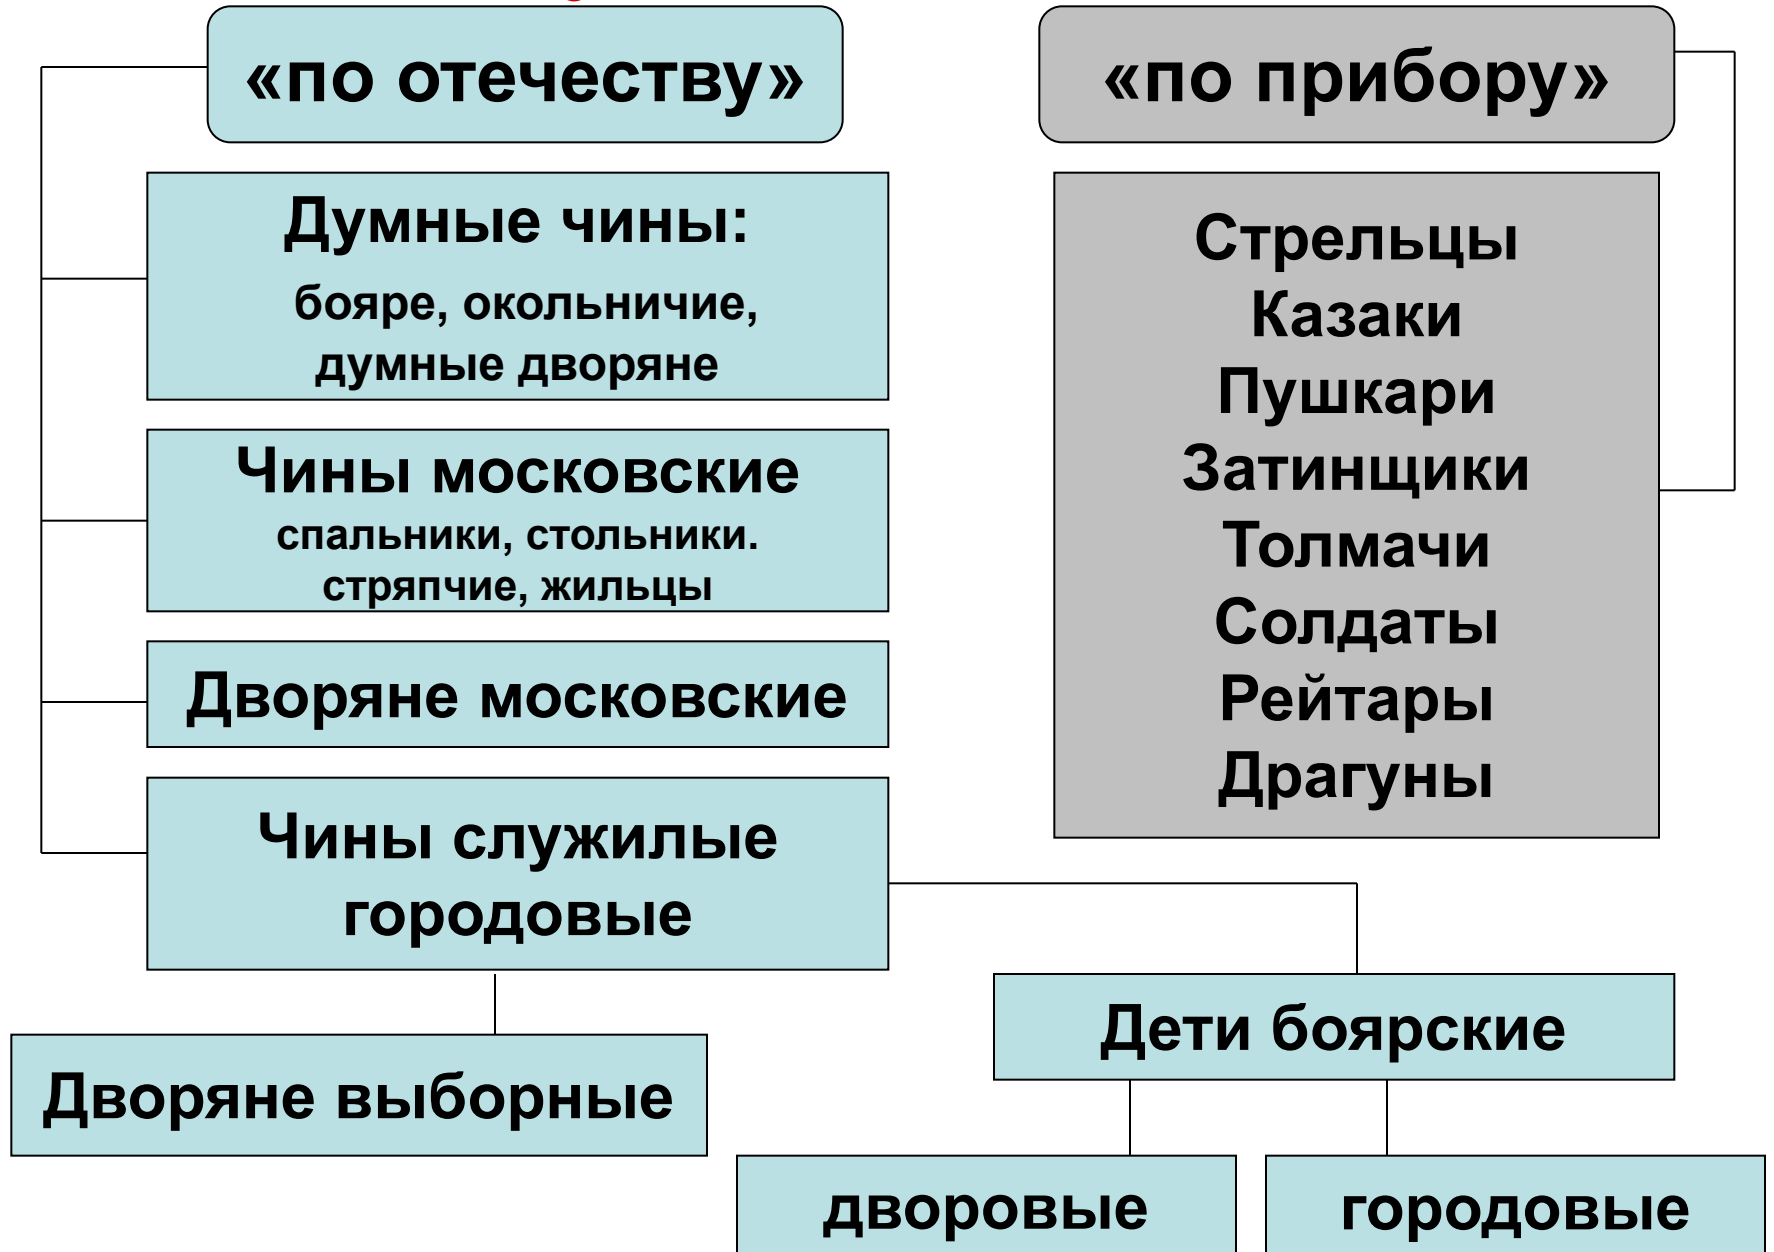 «по отечеству»
Думные чины:
бояре, окольничие,
думные дворяне
Чины московские
спальники, стольники.
стряпчие, жильцы
Дворяне московские
Чины служилые
городовые
Дворяне выборные
«по прибору»
Стрельцы
Казаки
Пушкари
Затинщики
Толмачи
Солдаты
Рейтары
Драгуны
Дети боярские
дворовые
городовые